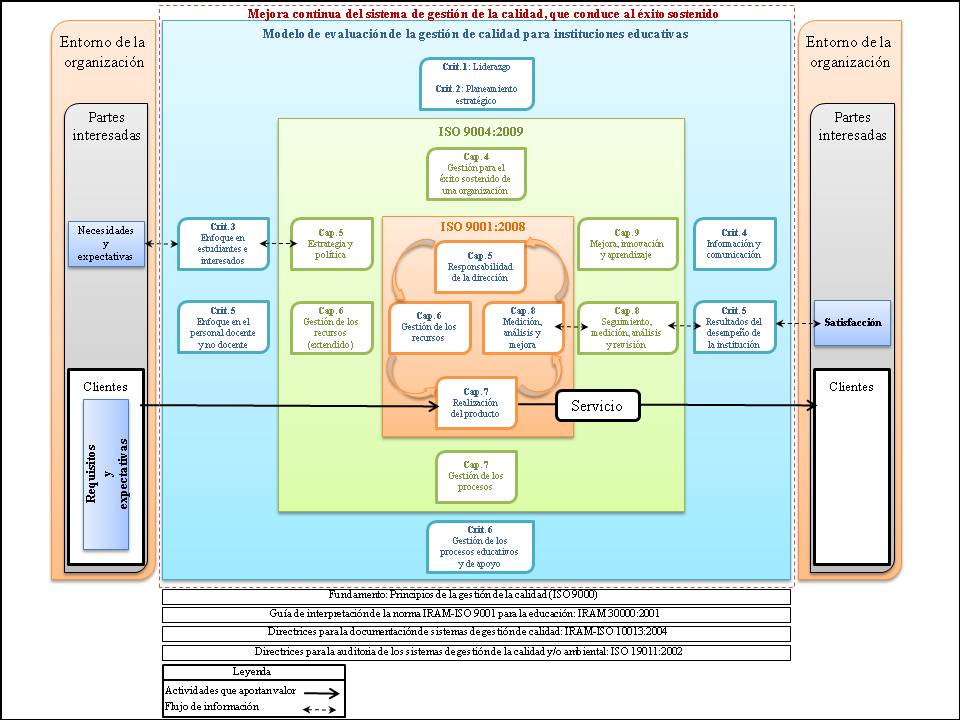 Mejora continua del sistema de gestión de la calidad, que conduce al éxito sostenido
Modelo de evaluación de la gestión de calidad para instituciones educativas
Entorno de la
organización
Partes
interesadas
Necesidades
y
expectativas
Clientes
Requisitos
y
expectativas
Crit.1: Liderazgo
Crit.2: Planeamiento
estratégico
ISO 9004:2009
Cap.4
Gestión para el
éxito sostenido de
una organización
Crit.3
Enfoque en
estudiantes e
interesados
Cap.5
Estrategia y
política
ISO 9001:2008
Cap.5
Responsabilidad
de la dirección
Cap.9
Mejora, innovación
y aprendizaje
Crit.4
Información y
comunicación
Crit.5
Enfoque en el
personal docente
y no docente
Cap.6
Gestión de los
recursos
(extendido)
Cap.6
Gestión de los
recursos
Cap.8
Medición,
análisis y
mejora
Cap.8
Seguimiento,
medición, análisis
y revisión
Crit.5
Resultados del
desempeño de
la institución
Cap.7
Realización
del producto
Servicio
Cap.7
Gestión de los
procesos
Crit.6
Gestión de los
procesos educativos
y de apoyo
Entorno de la
organización
Partes
interesadas
Satisfacción
Clientes
Fundamento: Principios de la gestión de la calidad (ISO 9000)
Guía de interpretación de la norma IRAM-ISO 9001 para la educación: IRAM 30000:2001
Directrices para la documentación de sistemas de gestión de calidad: IRAM-ISO 10013:2004
Directrices para la auditoria de los sistemas de gestión de la calidad y/o ambiental: ISO 19011:2002
Leyenda
Actividades que aportan valor
Flujo de información